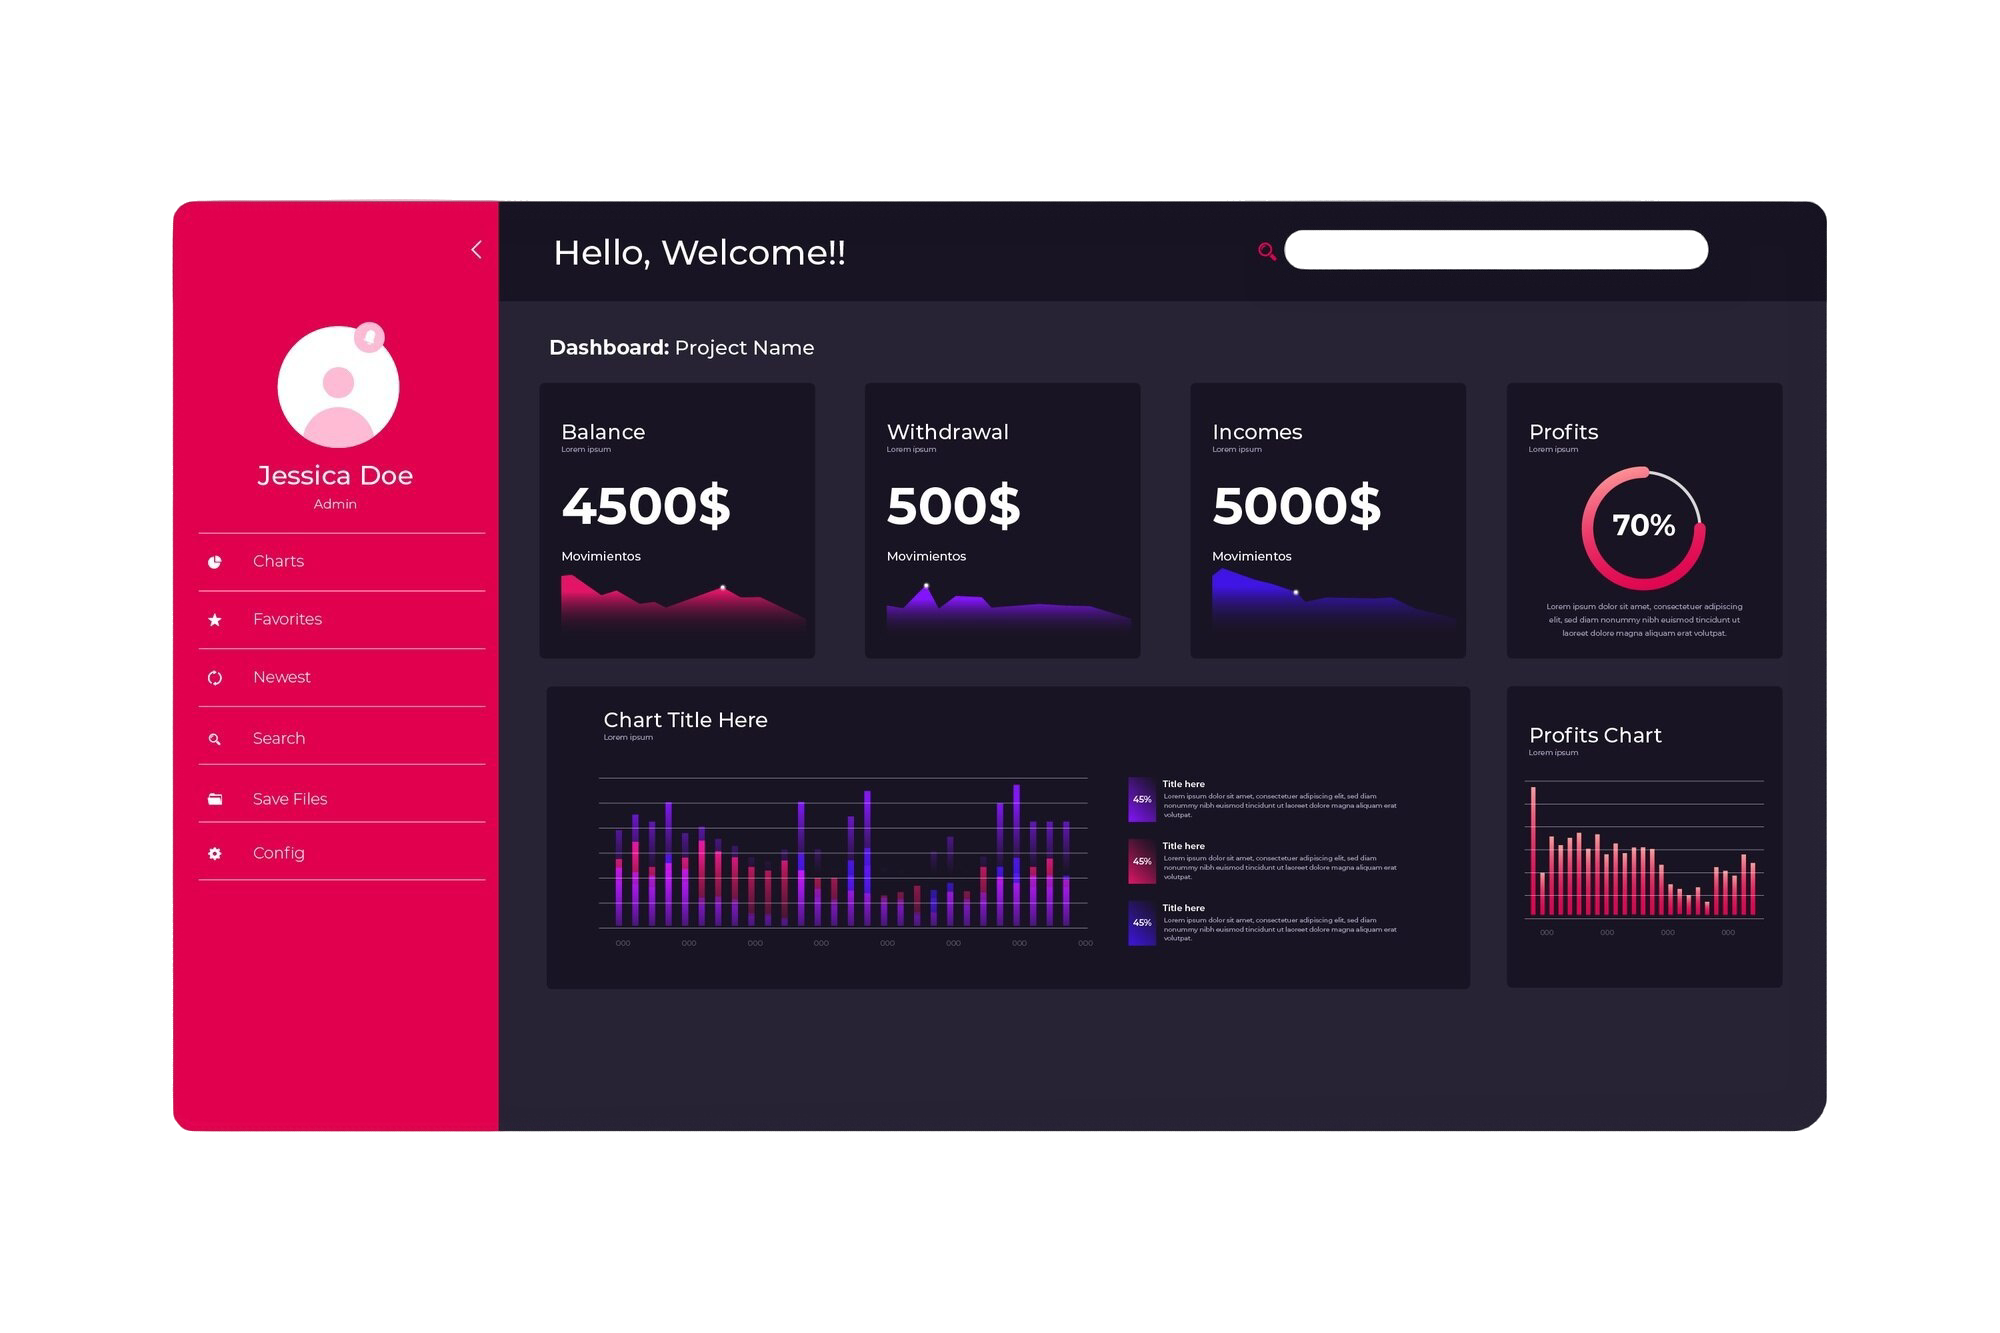 Hello, Welcome!!
Jessica Doe
Admin
Charts
Favorites
Newest
Search
Save Files
Config
Dashboard: Project Name
Balance
Lorem ipsum
4500$
Movimientos
Withdrawal
Lorem ipsum
500$
Movimientos
Incomes
Lorem ipsum
5000$
Movimientos
Profits
Lorem ipsum
70%
Lorem ipsum dolor sit amet, consectetuer adipiscing
elit, sed diam nonummy nibh euismod tincidunt ut
laoreet dolore magna aliquam erat volutpat.
Chart Title Here
Lorem ipsum
000 000 000 000 000 000 000 000
45%
Title here
Lorem ipsum dolor sit amet, consectetuer adipiscing elit, sed diam
nonummy nibh euismod tincidunt ut laoreet dolore magna aliquam erat
volutpat.
45%
Title here
Lorem ipsum dolor sit amet, consectetuer adipiscing elit, sed diam
nonummy nibh euismod tincidunt ut laoreet dolore magna aliquam erat
volutpat.
45%
Title here
Lorem ipsum dolor sit amet, consectetuer adipiscing elit, sed diam
nonummy nibh euismod tincidunt ut laoreet dolore magna aliquam erat
volutpat.
Profits Chart
Lorem ipsum
000 000 000 000